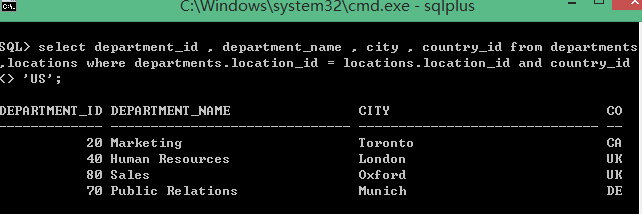 C:\Windows\system32\cmd.exe - sqlplus
SQL> select department_id , department_name , city , country_id from departments
,locations where departments.location_id = locations.location_id and country_id
<> 'US';
DEPARTMENT_ID DEPARTMENT_NAME                CITY                           CO
------------- ------------------------------ ------------------------------ --
           20 Marketing                      Toronto                        CA
           40 Human Resources                London                         UK
           80 Sales                          Oxford                         UK
           70 Public Relations               Munich                         DE